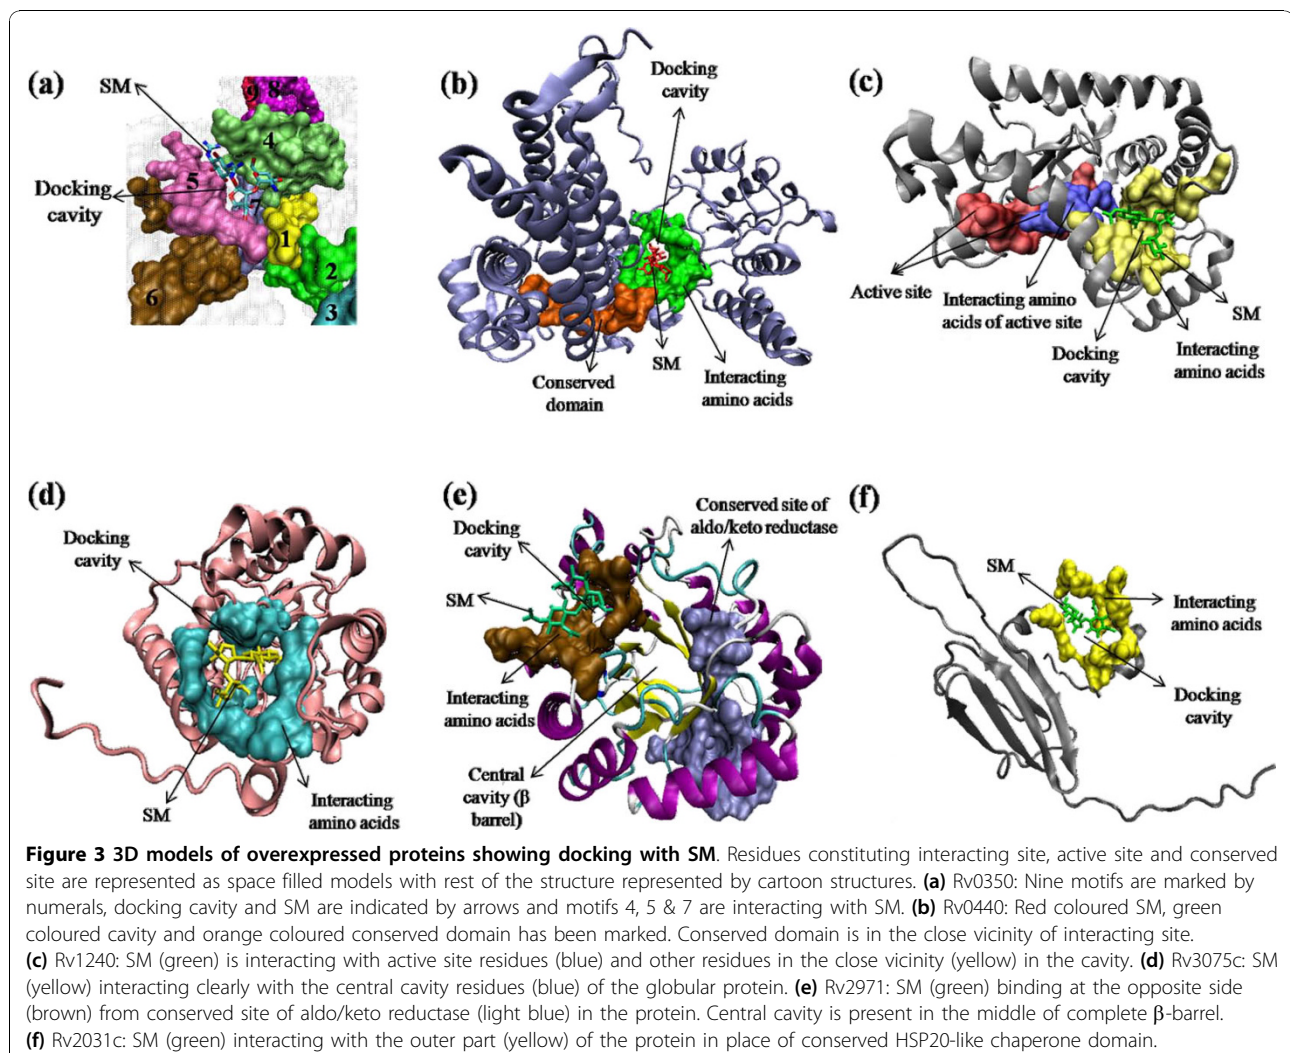 (a)
SM
9 8
4
5
Docking
cavity
7
1
2
6
3
(b)
Docking
cavity
Conserved
domain
SM
Interacting
amino acids
(c)
Active site
Interacting amino
acids of active site
SM
Docking
cavity
Interacting
amino acids
(d)
Docking
cavity
SM
Interacting
amino acids
(e)
Docking
cavity
Conserved site of
aldo/keto reductase
SM
Interacting
amino acids
Central
cavity (β
barrel)
(f)
SM
Interacting
amino acids
Docking
cavity
Figure 3 3D models of overexpressed proteins showing docking with SM. Residues constituting interacting site, active site and conserved
site are represented as space filled models with rest of the structure represented by cartoon structures. (a) Rv0350: Nine motifs are marked by
numerals, docking cavity and SM are indicated by arrows and motifs 4, 5 & 7 are interacting with SM. (b) Rv0440: Red coloured SM, green
coloured cavity and orange coloured conserved domain has been marked. Conserved domain is in the close vicinity of interacting site.
(c) Rv1240: SM (green) is interacting with active site residues (blue) and other residues in the close vicinity (yellow) in the cavity. (d) Rv3075c: SM
(yellow) interacting clearly with the central cavity residues (blue) of the globular protein. (e) Rv2971: SM (green) binding at the opposite side
(brown) from conserved site of aldo/keto reductase (light blue) in the protein. Central cavity is present in the middle of complete β-barrel.
(f) Rv2031c: SM (green) interacting with the outer part (yellow) of the protein in place of conserved HSP20-like chaperone domain.